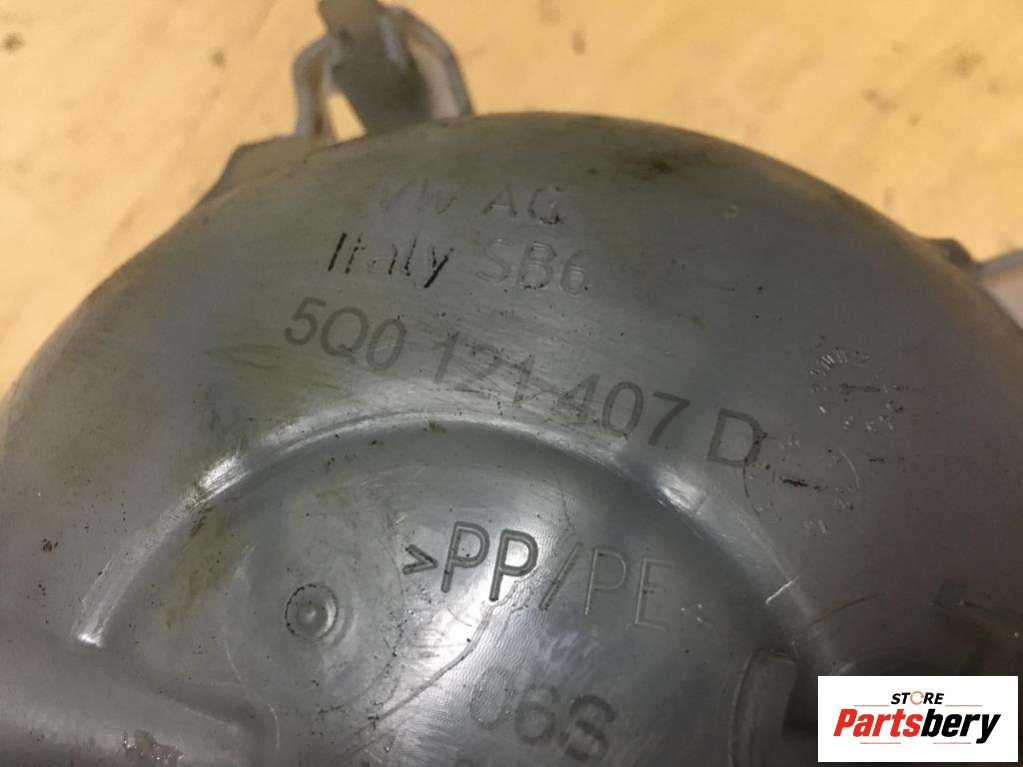 VW AG
Italy SB6
5Q0 121 407 D
>PP/PE<
06S
STORE
Partsbery